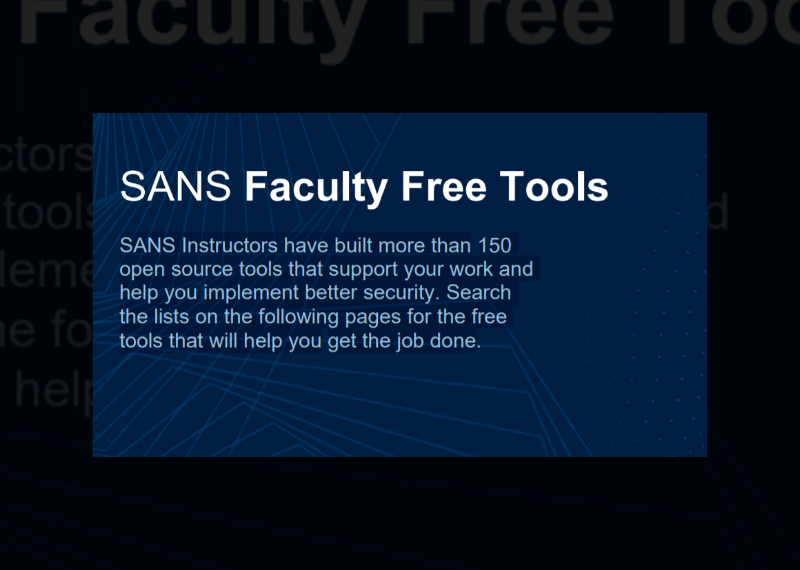 Faculty Free Too
SANS Faculty Free Tools
SANS Instructors have built more than 150
open source tools that support your work and
help you implement better security. Search
the lists on the following pages for the free
tools that will help you get the job done.
ctors
tools
d
leme
ne fo
help